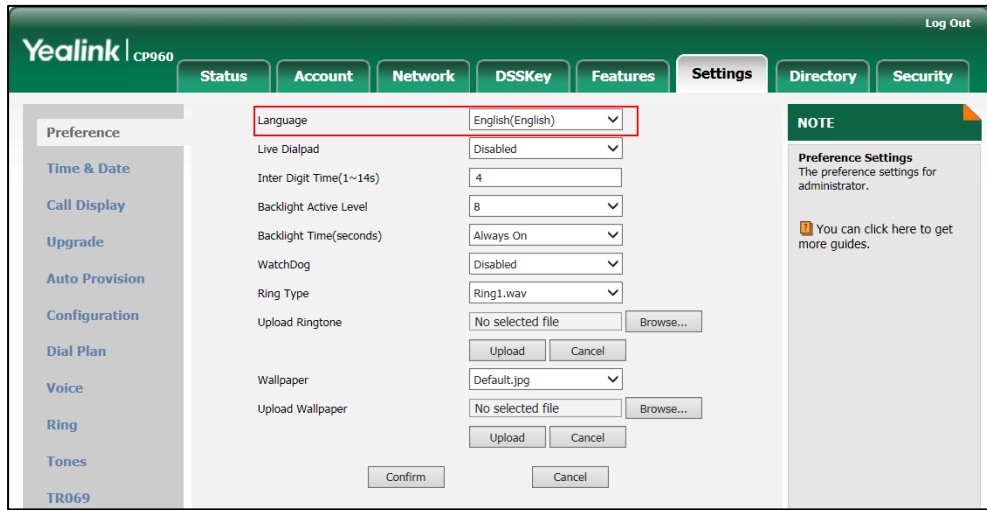 Log Out
Yealink | CP960
Status Account Network DSSKey Features Settings Directory Security
Preference
Time & Date
Call Display
Upgrade
Auto Provision
Configuration
Dial Plan
Voice
Ring
Tones
TR069
Language English(English)
Live Dialpad Disabled
Inter Digit Time(1~14s) 4
Backlight Active Level 8
Backlight Time(seconds) Always On
WatchDog Disabled
Ring Type Ring1.wav
Upload Ringtone No selected file Browse...
Upload Cancel
Wallpaper Default.jpg
Upload Wallpaper No selected file Browse...
Upload Cancel
Confirm Cancel
NOTE
Preference Settings
The preference settings for
administrator.
You can click here to get
more guides.